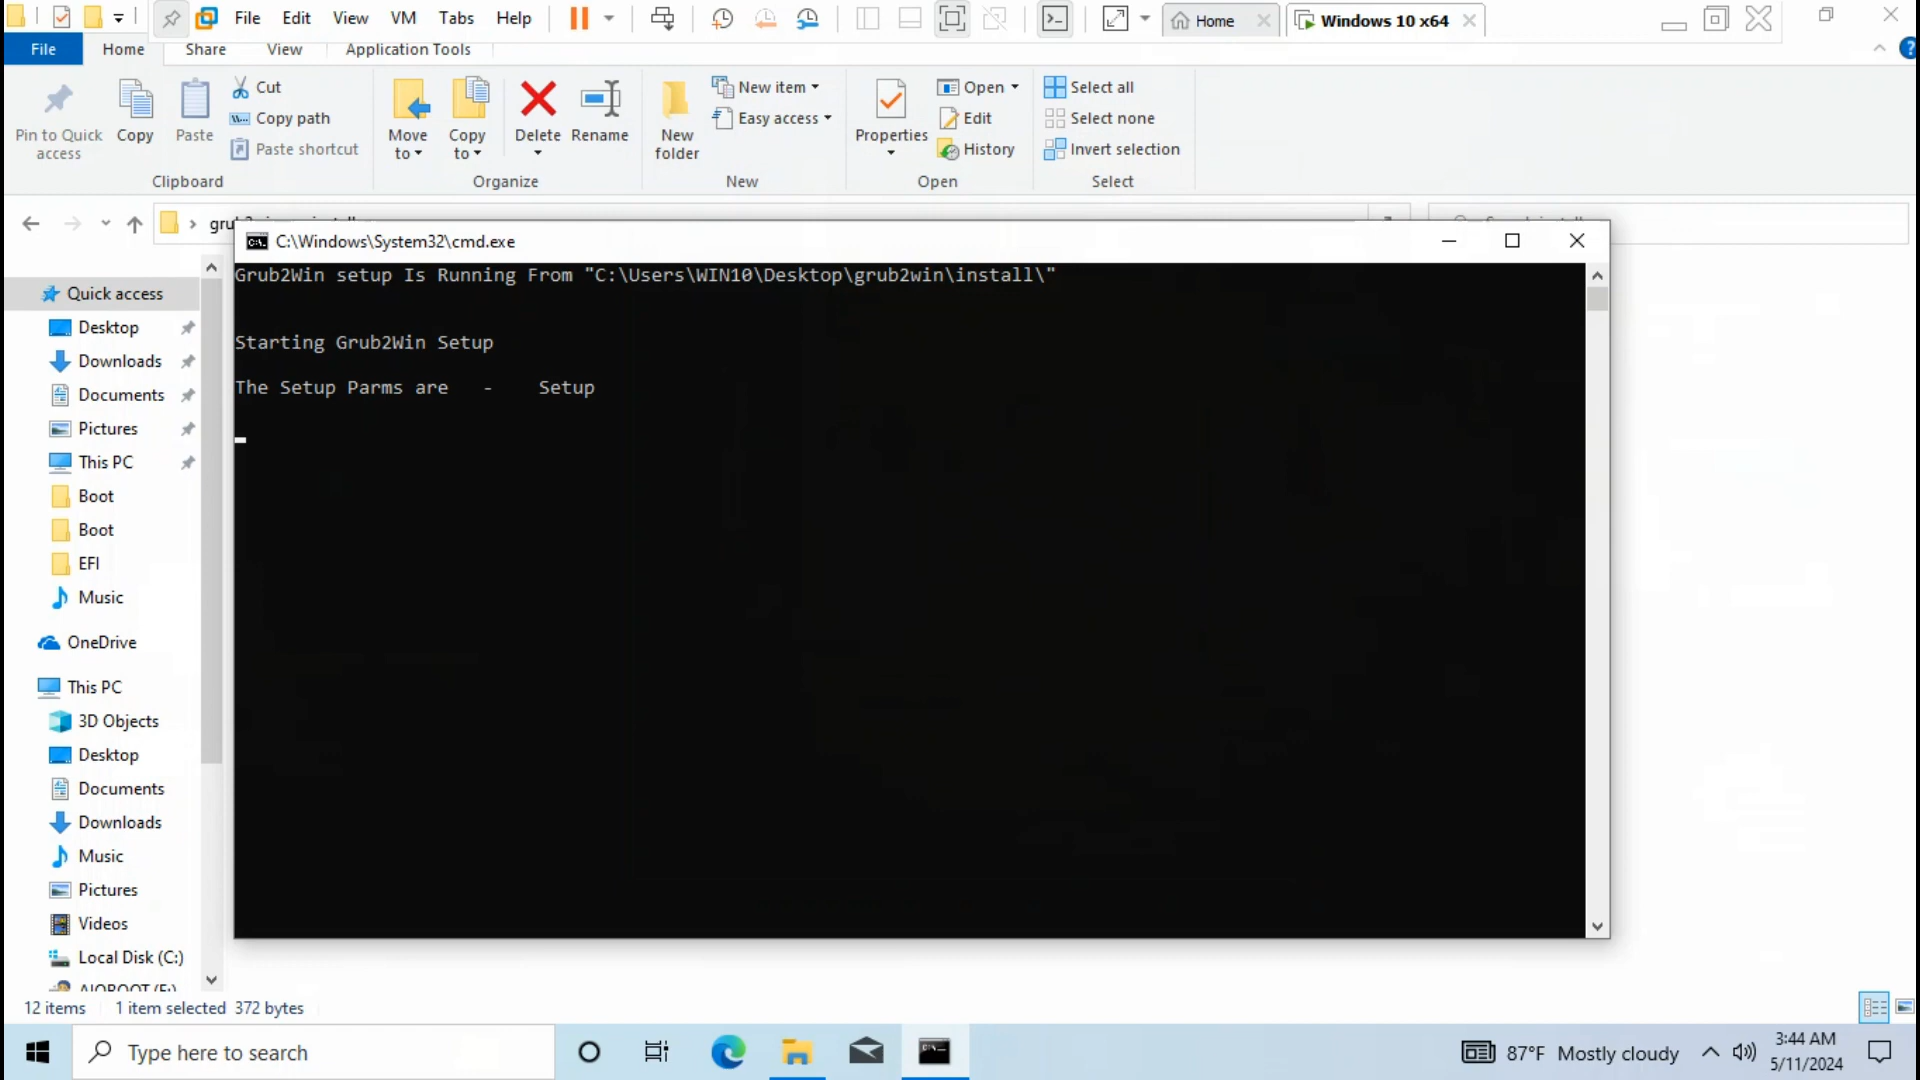 File Edit View VM Tabs Help
Home
Windows 10 x64
File Home Share View Application Tools
Pin to Quick access
Copy
Paste
Cut
Copy path
Paste shortcut
Clipboard
Move to
Copy to
Delete
Rename
Organize
New folder
New item
Easy access
New
Properties
Open
Edit
History
Open
Select all
Select none
Invert selection
Select
C:\Windows\System32\cmd.exe
Grub2Win setup Is Running From "C:\Users\WIN10\Desktop\grub2win\install\"
Starting Grub2Win Setup
The Setup Parms are - Setup
Quick access
Desktop
Downloads
Documents
Pictures
This PC
Boot
Boot
EFI
Music
OneDrive
This PC
3D Objects
Desktop
Documents
Downloads
Music
Pictures
Videos
Local Disk (C:)
12 items 1 item selected 372 bytes
Type here to search
87°F Mostly cloudy
3:44 AM
5/11/2024